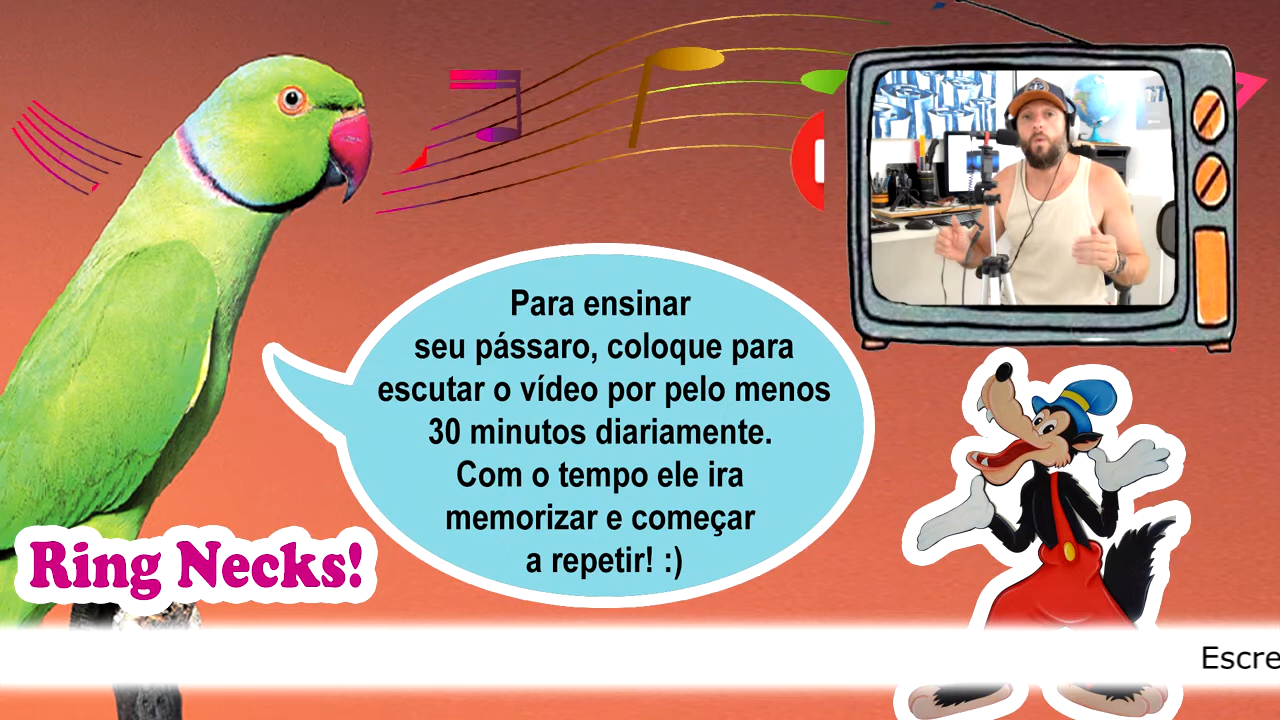 Para ensinar
seu pássaro, coloque para
escutar o vídeo por pelo menos
30 minutos diariamente.
Com o tempo ele ira
memorizar e começar
a repetir! :)
Ring Necks!
Escre